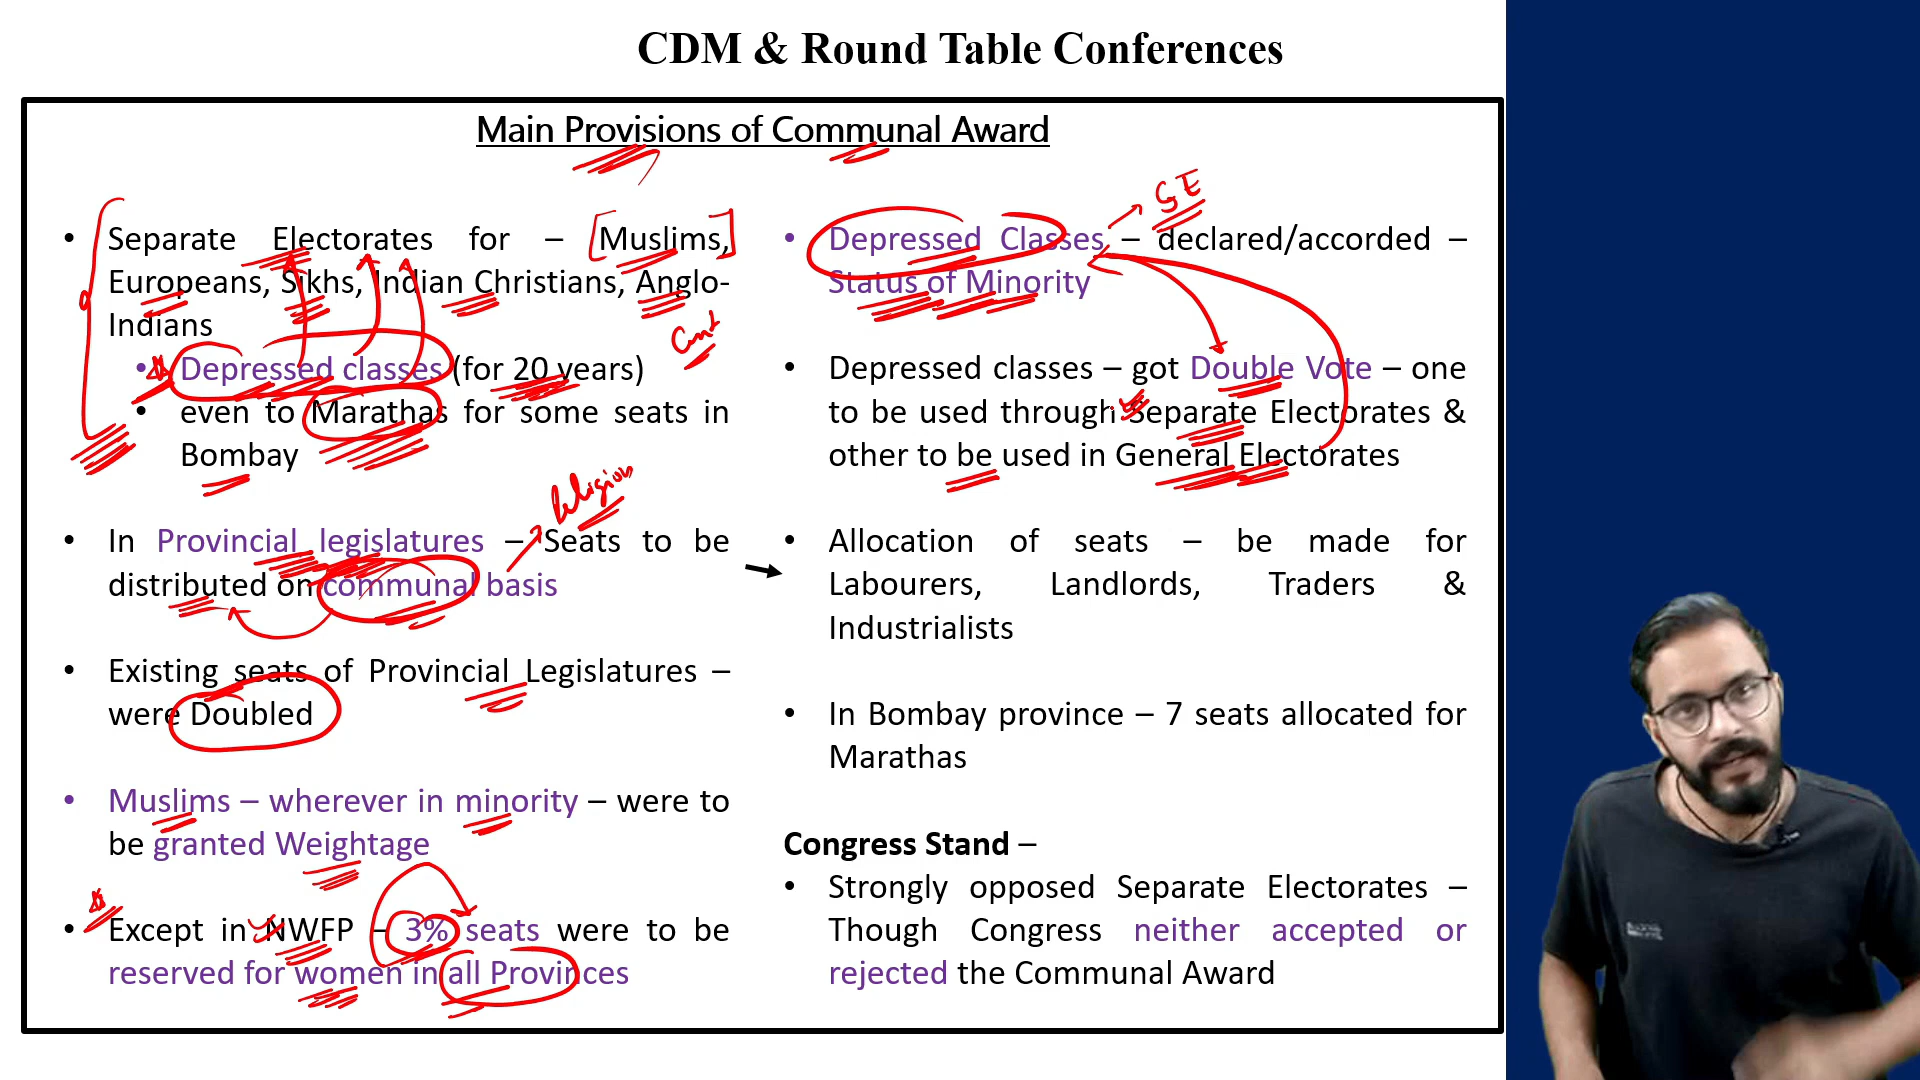 CDM & Round Table Conferences
Main Provisions of Communal Award
• Separate Electorates for – [Muslims,]
Europeans, Sikhs, Indian Christians, Anglo-
Indians
• Depressed classes (for 20 years)
• even to Marathas for some seats in
Bombay
Religion
• In Provincial legislatures – Seats to be
distributed on communal basis
• Existing seats of Provincial Legislatures –
were Doubled
• Muslims – wherever in minority – were to
be granted Weightage
• Except in NWFP – 3% seats were to be
reserved for women in all Provinces
GE
• Depressed Classes – declared/accorded –
Status of Minority
• Depressed classes – got Double Vote – one
to be used through Separate Electorates &
other to be used in General Electorates
• Allocation of seats – be made for
Labourers, Landlords, Traders &
Industrialists
• In Bombay province – 7 seats allocated for
Marathas
Congress Stand –
• Strongly opposed Separate Electorates –
Though Congress neither accepted or
rejected the Communal Award